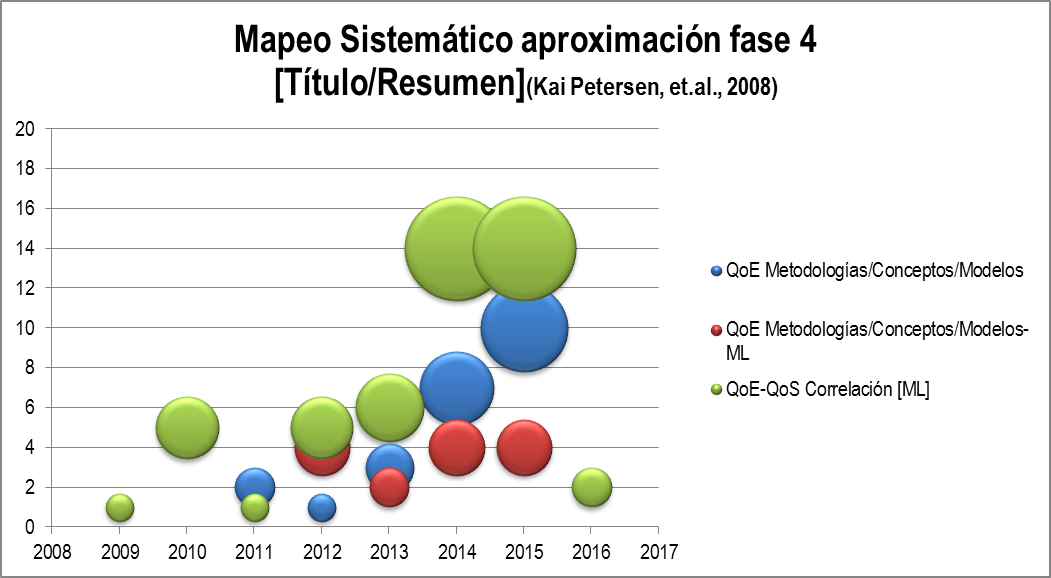 Mapeo Sistemático aproximación fase 4
[Título/Resumen](Kai Petersen, et.al., 2008)
20
18
16
14
12
10
8
6
4
2
0
2008 2009 2010 2011 2012 2013 2014 2015 2016 2017
QoE Metodologías/Conceptos/Modelos
QoE Metodologías/Conceptos/Modelos-
ML
QoE-QoS Correlación [ML]